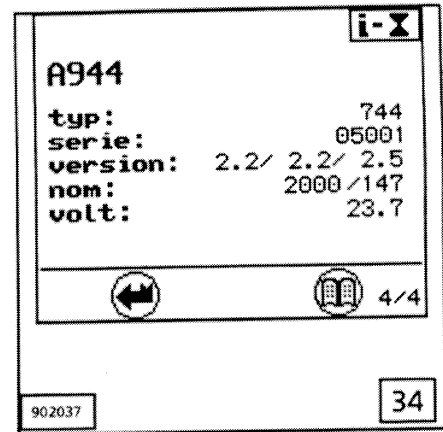 i-X
A944
typ: 744
serie: 05001
version: 2.2/ 2.2/ 2.5
nom: 2000/147
volt: 23.7
4/4
902037
34